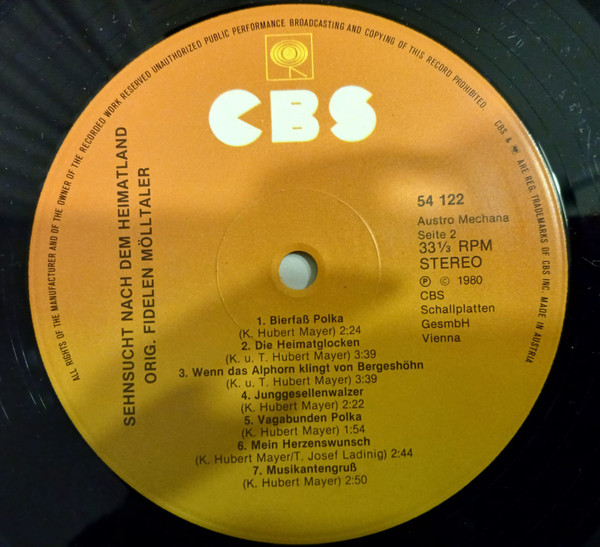 ALL RIGHTS OF THE MANUFACTURER AND OF THE OWNER OF THE RECORDED WORK RESERVED UNAUTHORIZED PUBLIC PERFORMANCE BROADCASTING AND COPYING OF THIS RECORD PROHIBITED.
CBS & ARE REG. TRADEMARKS OF CBS INC. MADE IN AUSTRIA
CBS
SEHNSUCHT NACH DEM HEIMATLAND
ORIG. FIDELEN MÖLLTALER
54 122
Austro Mechana
Seite 2
33⅓ RPM
STEREO
Ⓟ © 1980
CBS
Schallplatten
GesmbH
Vienna
1. Bierfaß Polka
(K. Hubert Mayer) 2:24
2. Die Heimatglocken
(K. u. T. Hubert Mayer) 3:39
3. Wenn das Alphorn klingt von Bergeshöhn
(K. u. T. Hubert Mayer) 3:39
4. Junggesellenwalzer
(K. Hubert Mayer) 2:22
5. Vagabunden Polka
(K. Hubert Mayer) 1:54
6. Mein Herzenswunsch
(K. Hubert Mayer/T. Josef Ladinig) 2:44
7. Musikantengruß
(K. Hubert Mayer) 2:50